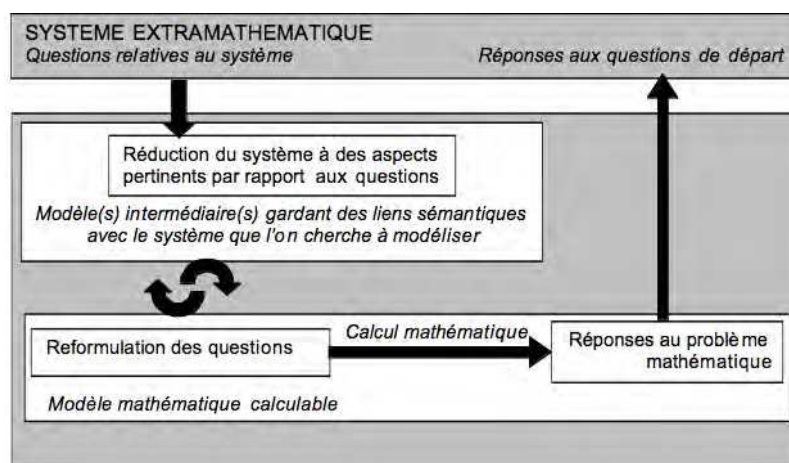 SYSTEME EXTRAMATHEMATIQUE
Questions relatives au système
Réponses aux questions de départ
Réduction du système à des aspects
pertinents par rapport aux questions
Modèle(s) intermédiaire(s) gardant des liens sémantiques
avec le système que l'on cherche à modéliser
Reformulation des questions
Calcul mathématique
Réponses au problème
mathématique
Modèle mathématique calculable